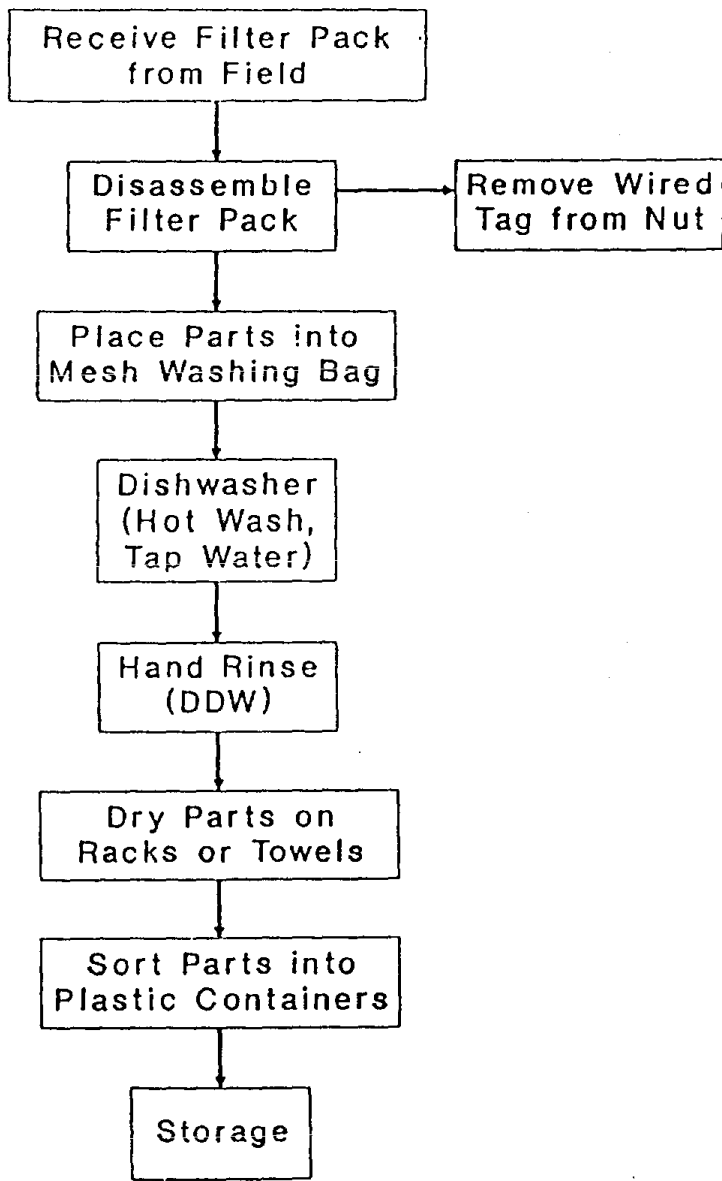 Receive Filter Pack
from Field
Disassemble
Filter Pack
Remove Wired
Tag from Nut
Place Parts into
Mesh Washing Bag
Dishwasher
(Hot Wash,
Tap Water)
Hand Rinse
(DDW)
Dry Parts on
Racks or Towels
Sort Parts into
Plastic Containers
Storage